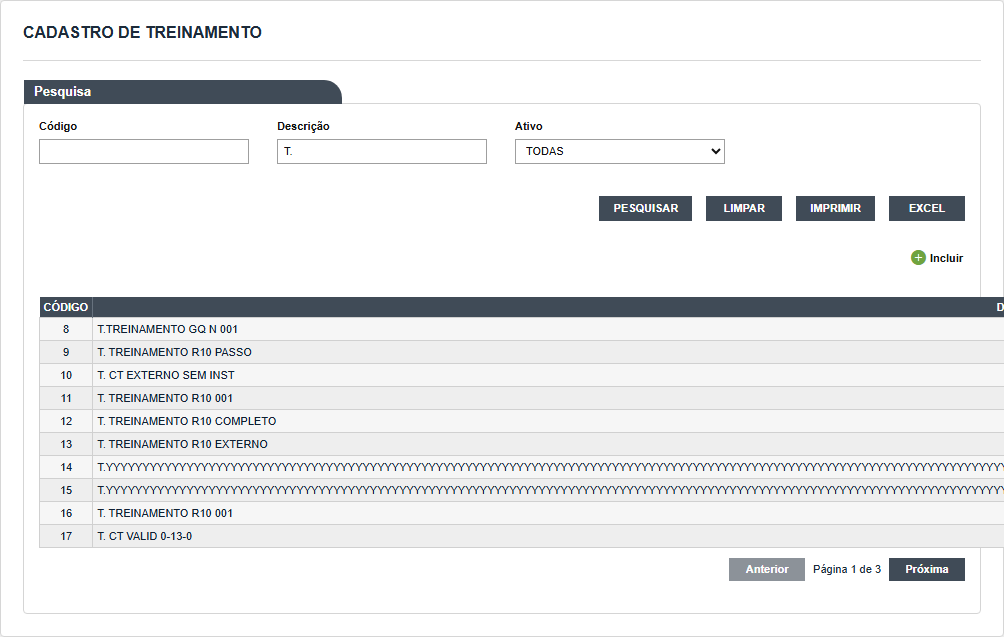 CADASTRO DE TREINAMENTO
Pesquisa
Código Descrição Ativo
T. TODAS
PESQUISAR LIMPAR IMPRIMIR EXCEL
Incluir
CÓDIGO D
8 T.TREINAMENTO GQ N 001
9 T. TREINAMENTO R10 PASSO
10 T. CT EXTERNO SEM INST
11 T. TREINAMENTO R10 001
12 T. TREINAMENTO R10 COMPLETO
13 T. TREINAMENTO R10 EXTERNO
14
15
16 T. TREINAMENTO R10 001
17 T. CT VALID 0-13-0
Anterior Página 1 de 3 Próxima